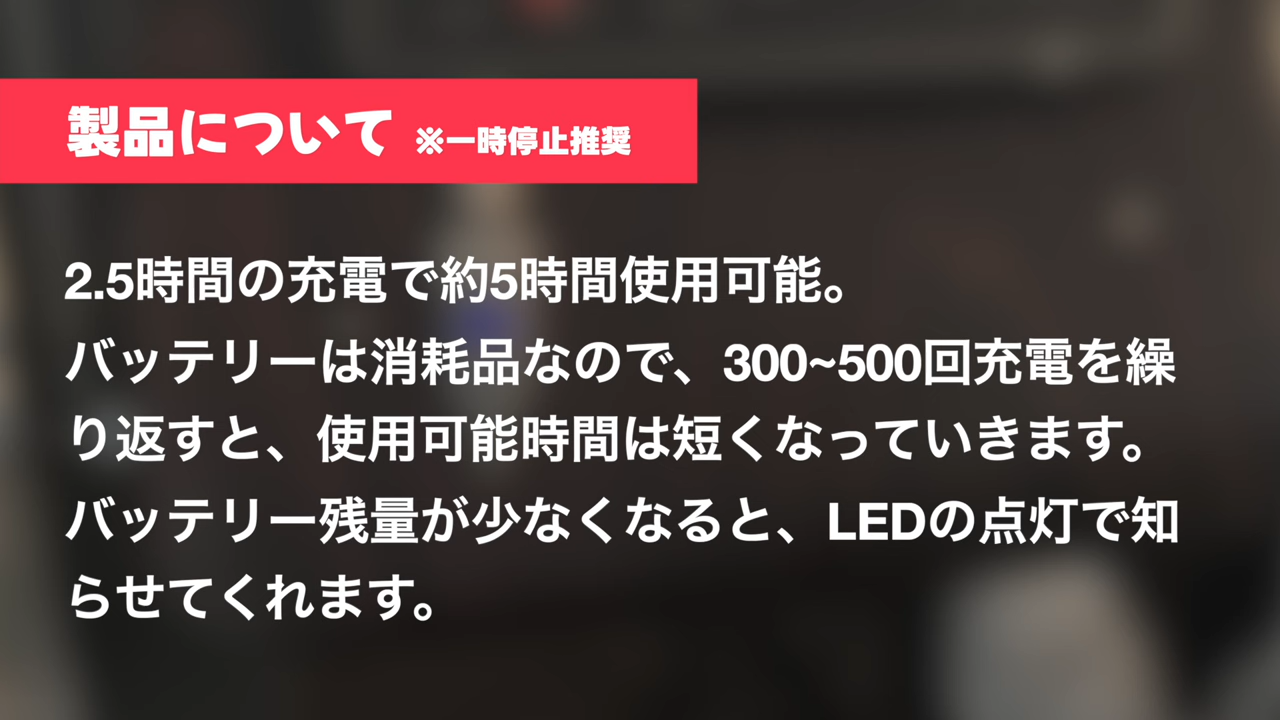 製品について ※一時停止推奨
2.5時間の充電で約5時間使用可能。
バッテリーは消耗品なので、300~500回充電を繰
り返すと、使用可能時間は短くなっていきます。
バッテリー残量が少なくなると、LEDの点灯で知
らせてくれます。